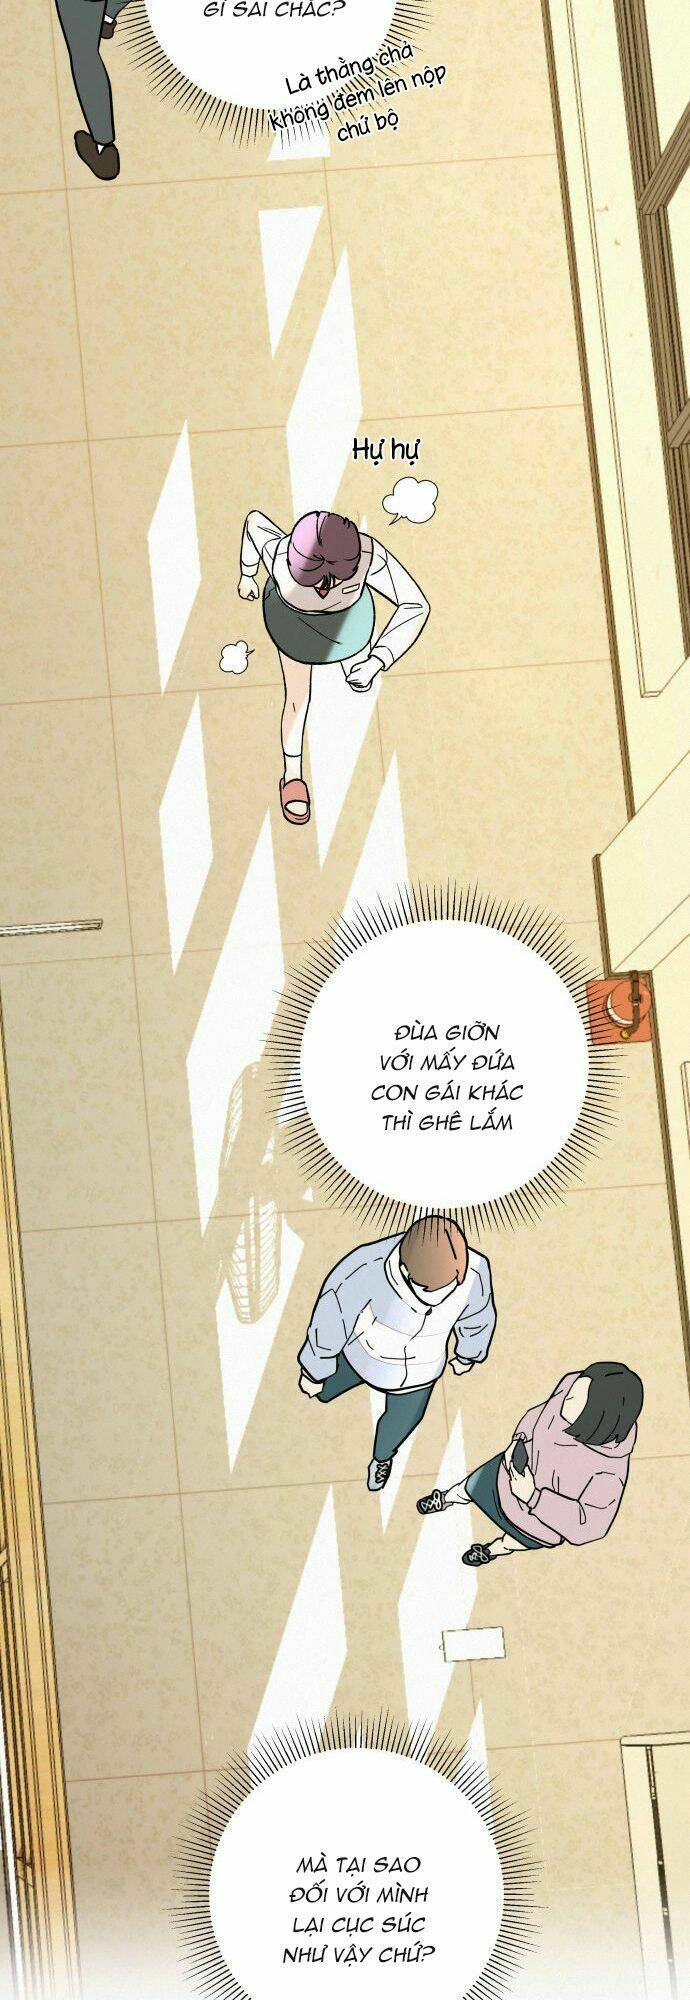 GÌ SAI CHẮC?
Là thằng chả
không đem lên nộp
chứ bộ
Hự hự
ĐÙA GIỠN
VỚI MẤY ĐỨA
CON GÁI KHÁC
THÌ GHÊ LẮM
MÀ TẠI SAO
ĐỐI VỚI MÌNH
LẠI CỤC SÚC
NHƯ VẬY CHỨ?